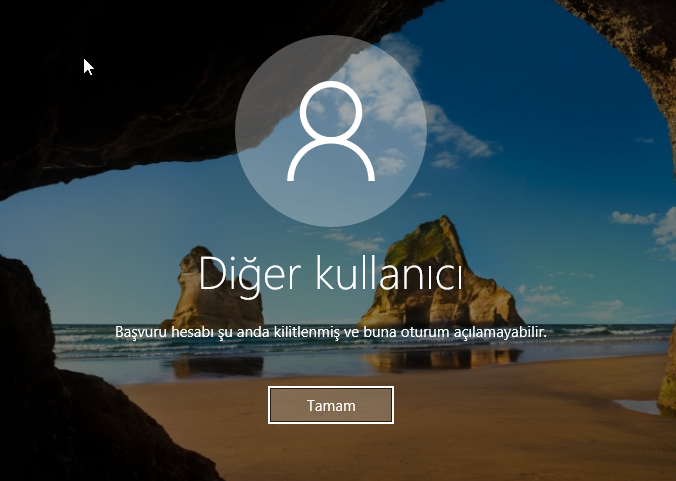 Diğer kullanıcı
Başvuru hesabı şu anda kilitlenmiş ve buna oturum açılamayabilir.
Tamam